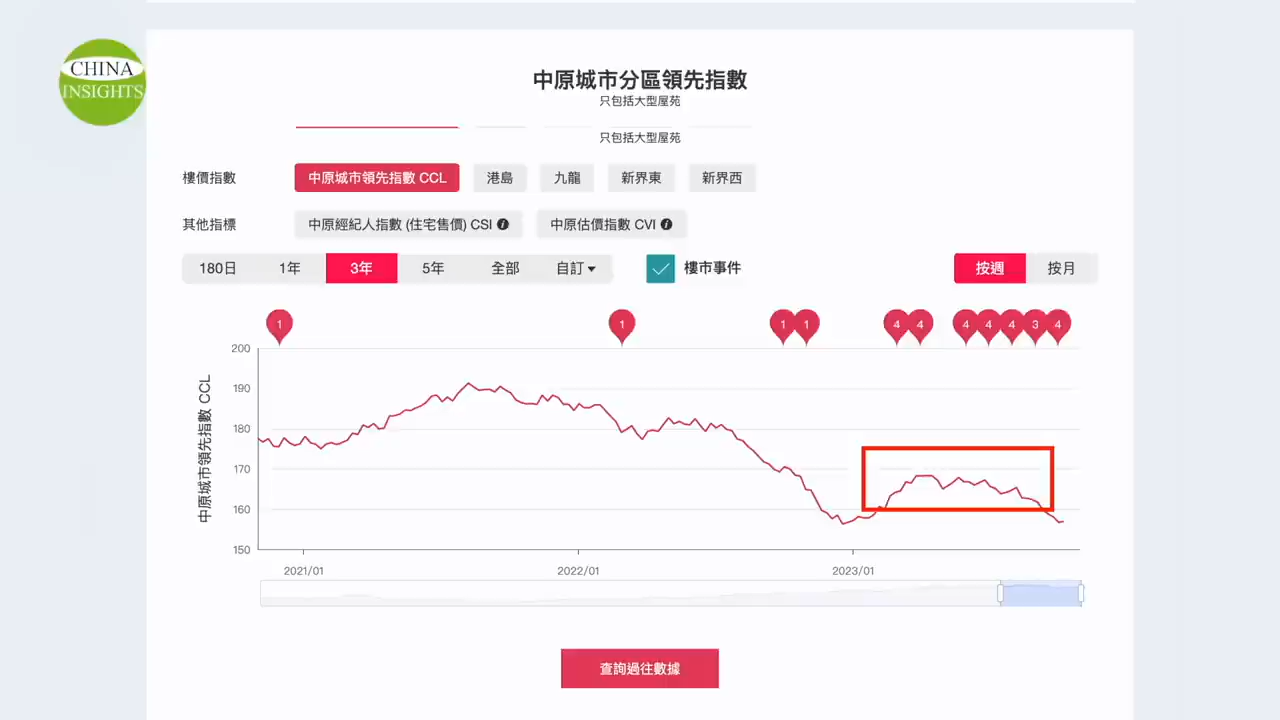 CHINA
INSIGHTS
中原城市分區領先指數
只包括大型屋苑
只包括大型屋苑
樓價指數 中原城市領先指數 CCL 港島 九龍 新界東 新界西
其他指標 中原經紀人指數 (住宅售價) CSI 中原估價指數 CVI
180日 1年 3年 5年 全部 自訂 樓市事件 按週 按月
1 1 1 1 4 4 4 4 4 3 4
200
190
180
170
160
150
中原城市領先指數 CCL
2021/01 2022/01 2023/01
查詢過往數據